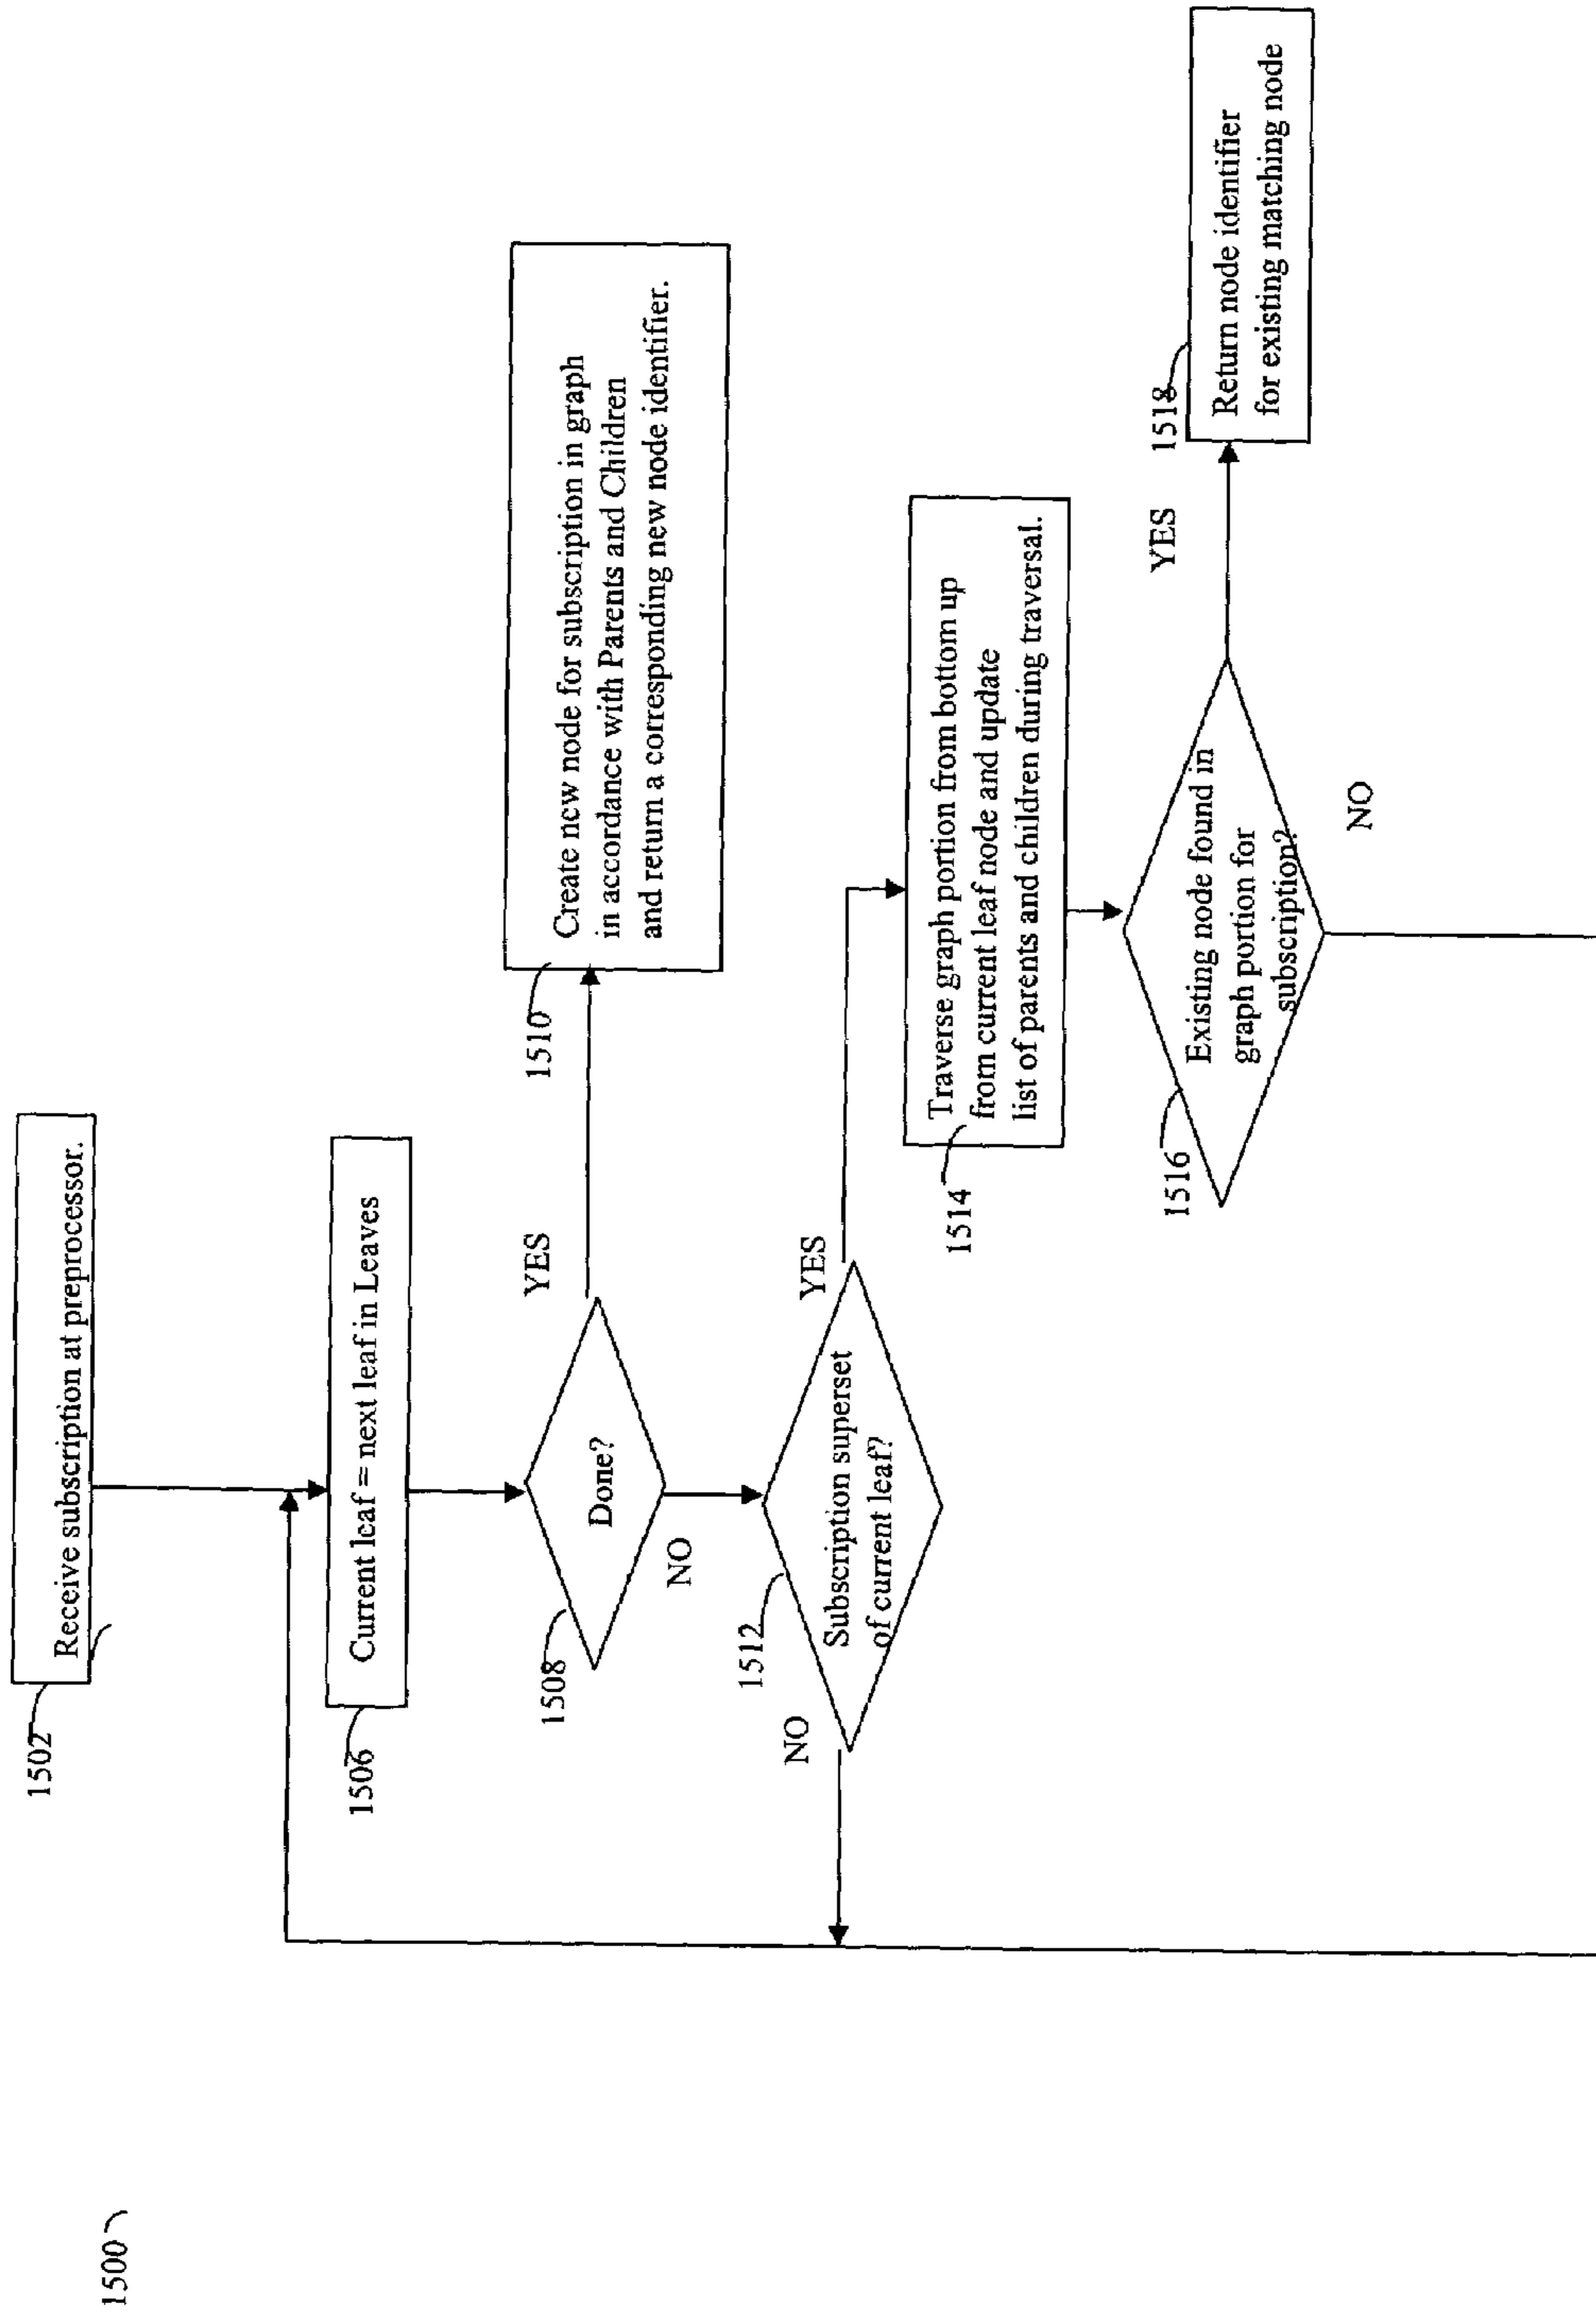 1500
1502
Receive subscription at preprocessor.
1506
Current leaf = next leaf in Leaves
1508
Done?
YES
NO
1510
Create new node for subscription in graph
in accordance with Parents and Children
and return a corresponding new node identifier.
1512
Subscription superset
of current leaf?
NO
YES
1514
Traverse graph portion from bottom up
from current leaf node and update
list of parents and children during traversal.
1516
Existing node found in
graph portion for
subscription?
YES
NO
1518
Return node identifier
for existing matching node